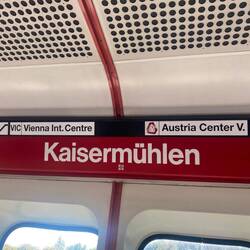 VIC Vienna Int. Centre
Austria Center V.
Kaisermühlen